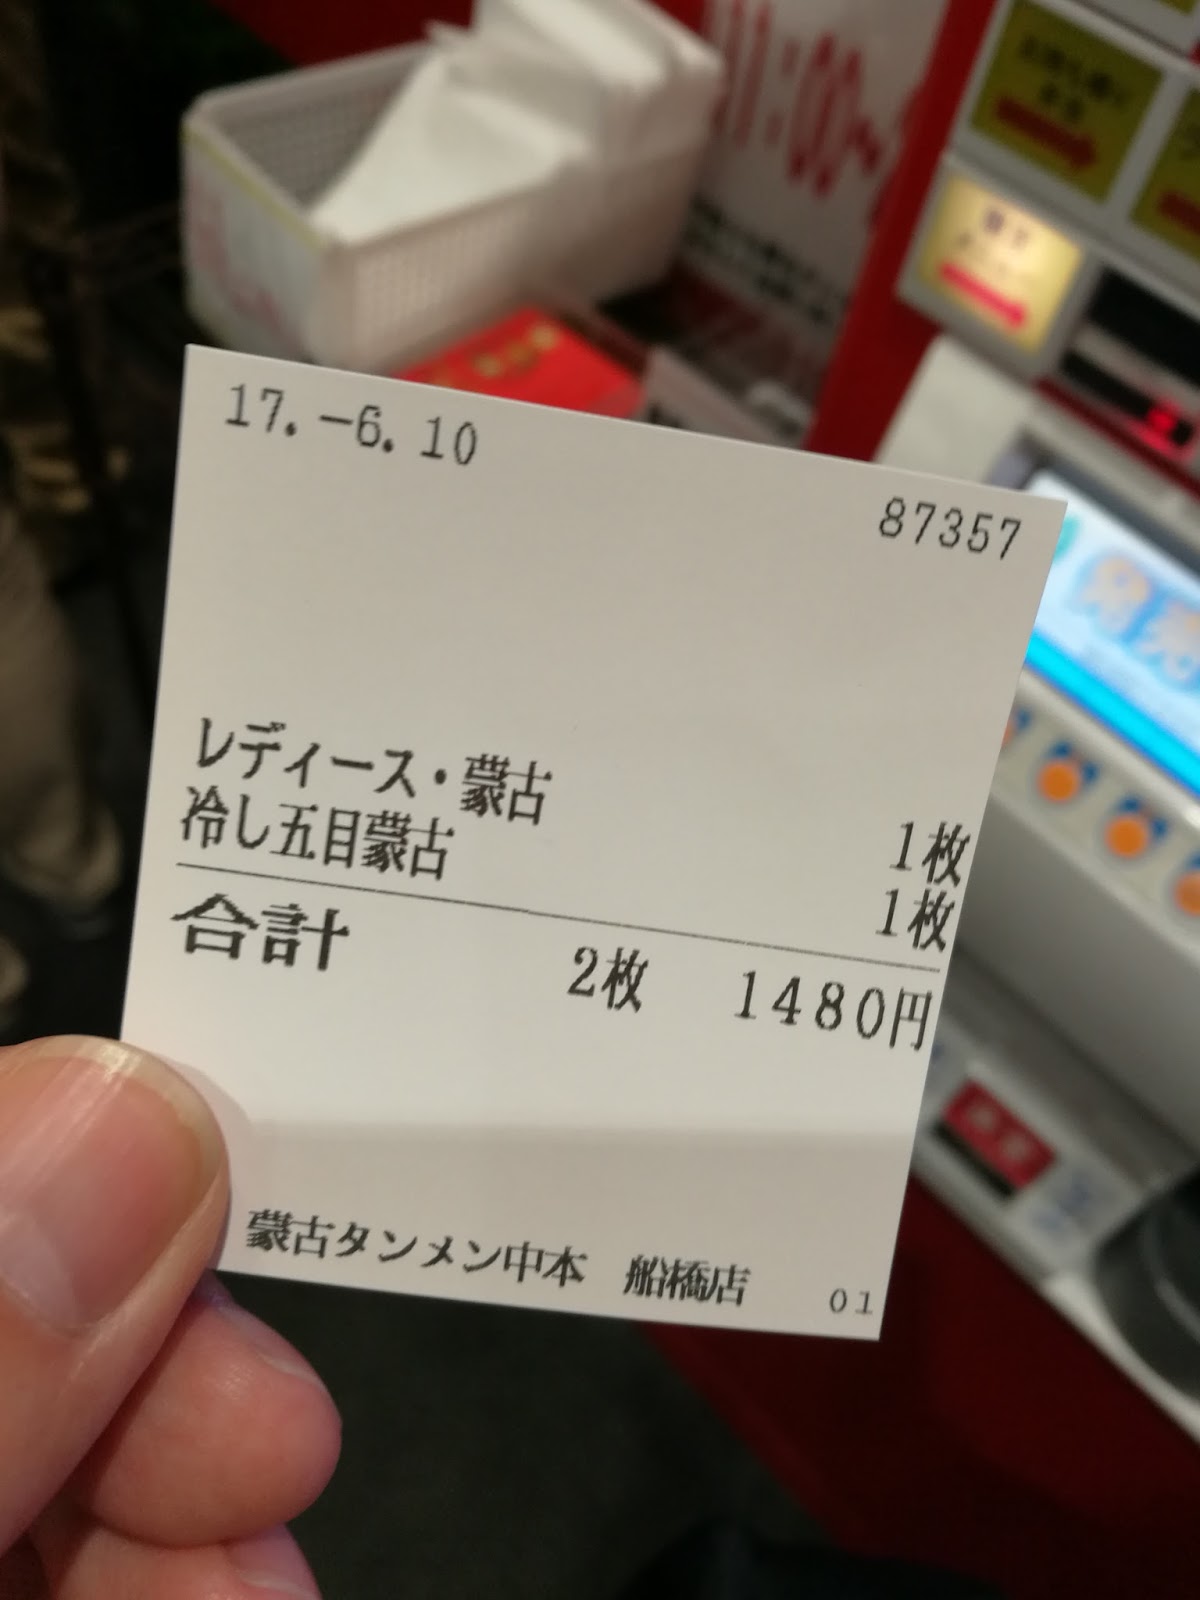 17.-6.10
87357
レディース・蒙古 1枚
冷し五目蒙古 1枚
合計 2枚 1480円
蒙古タンメン中本 船橋店 01